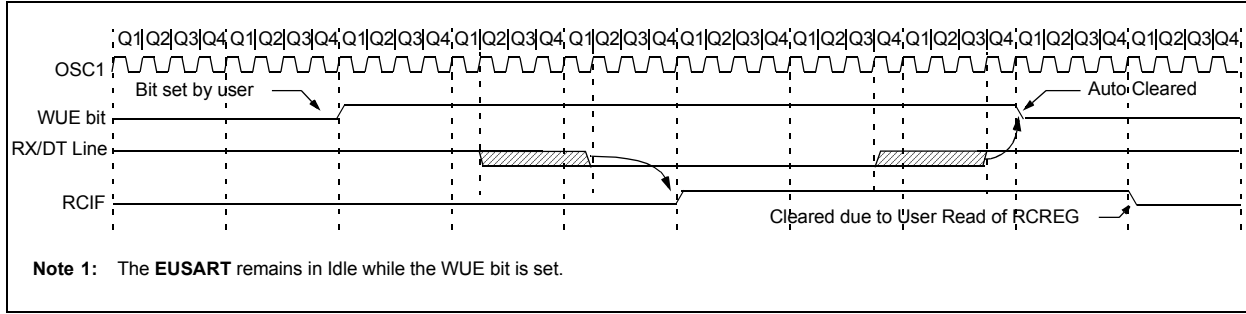 Q1 Q2 Q3 Q4 Q1 Q2 Q3 Q4 Q1 Q2 Q3 Q4 Q1 Q2 Q3 Q4 Q1 Q2 Q3 Q4 Q1 Q2 Q3 Q4 Q1 Q2 Q3 Q4 Q1 Q2 Q3 Q4 Q1 Q2 Q3 Q4 Q1 Q2 Q3 Q4
OSC1
Bit set by user
Auto Cleared
WUE bit
RX/DT Line
RCIF
Cleared due to User Read of RCREG
Note 1: The EUSART remains in Idle while the WUE bit is set.